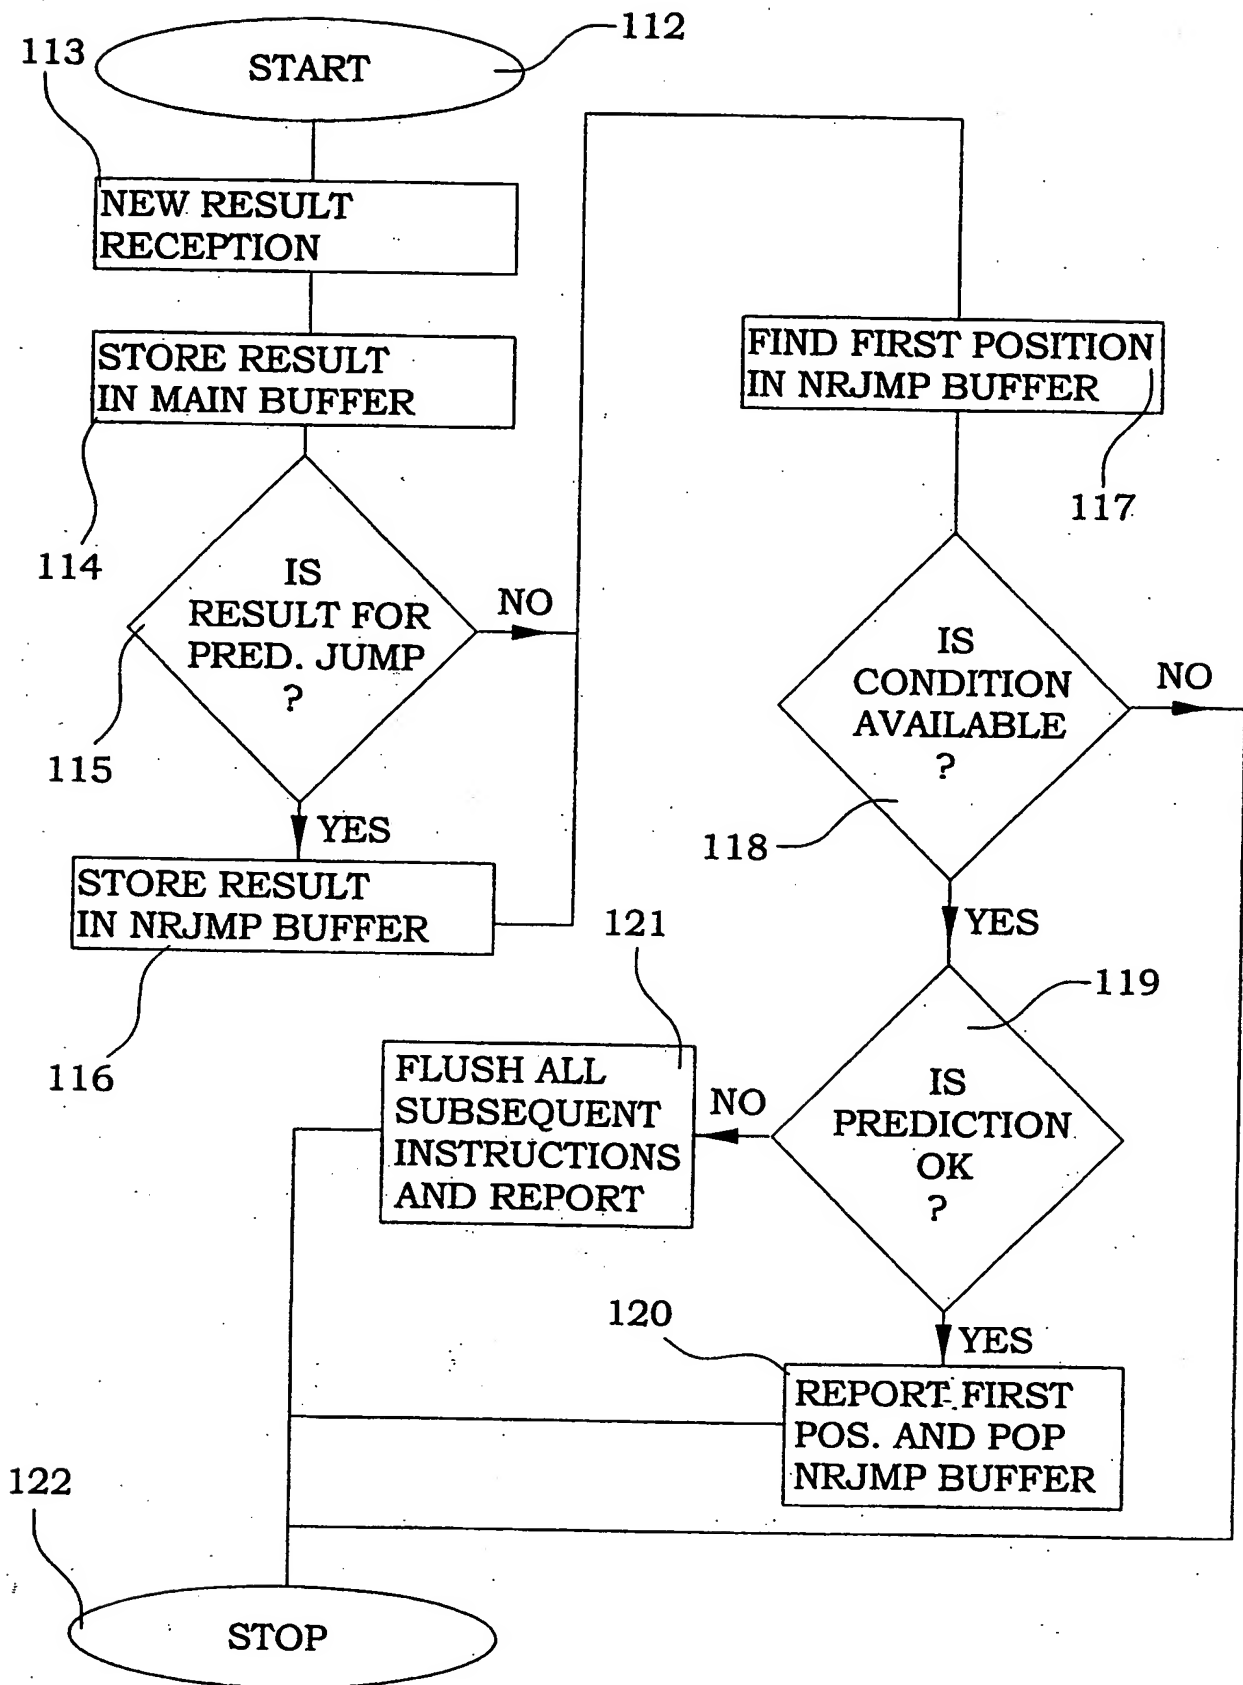 112
113
START
NEW RESULT
RECEPTION
STORE RESULT
IN MAIN BUFFER
114
IS
RESULT FOR
PRED. JUMP
?
NO
115
YES
STORE RESULT
IN NRJMP BUFFER
116
FIND FIRST POSITION
IN NRJMP BUFFER
117
IS
CONDITION
AVAILABLE
?
NO
118
YES
119
IS
PREDICTION
OK
?
NO
121
FLUSH ALL
SUBSEQUENT
INSTRUCTIONS
AND REPORT
YES
120
REPORT FIRST
POS. AND POP
NRJMP BUFFER
122
STOP